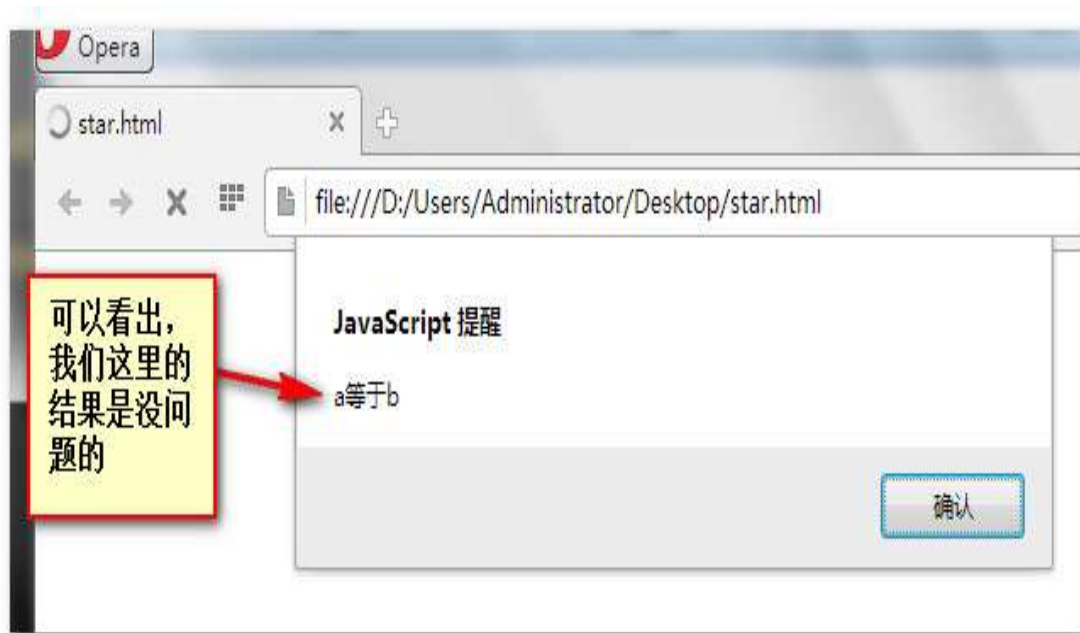 Opera
star.html
file:///D:/Users/Administrator/Desktop/star.html
可以看出，
我们这里的
结果是没问
题的
JavaScript 提醒
a等于b
确认